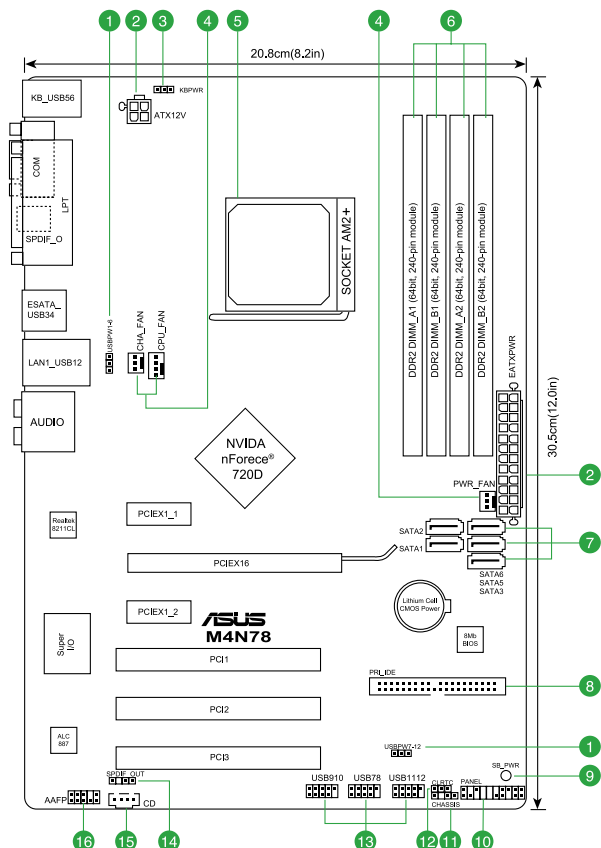 1
2
3
4
5
4
6
20.8cm(8.2in)
KB_USB56
KBPWR
ATX12V
COM
LPT
SPDIF_O
SOCKET AM2+
DDR2 DIMM_A1 (64bit, 240-pin module)
DDR2 DIMM_B1 (64bit, 240-pin module)
DDR2 DIMM_A2 (64bit, 240-pin module)
DDR2 DIMM_B2 (64bit, 240-pin module)
ESATA_
USB34
USBPW1-6
CHA_FAN
CPU_FAN
LAN1_USB12
EATXPWR
30.5cm(12.0in)
AUDIO
4
NVIDA
nForece®
720D
PWR_FAN
2
PCIEX1_1
Realtek
8211CL
SATA2
SATA1
7
PCIEX16
SATA6
SATA5
SATA3
PCIEX1_2
Lithium Cell
CMOS Power
ASUS
M4N78
Super
I/O
8Mb
BIOS
PCI1
PRI_IDE
8
PCI2
ALC
887
PCI3
USBPW7-12
1
SPDIF_OUT
SB_PWR
9
USB910
USB78
USB1112
CLRTC
PANEL
AAFP
CD
CHASSIS
16
15
14
13
12
11
10